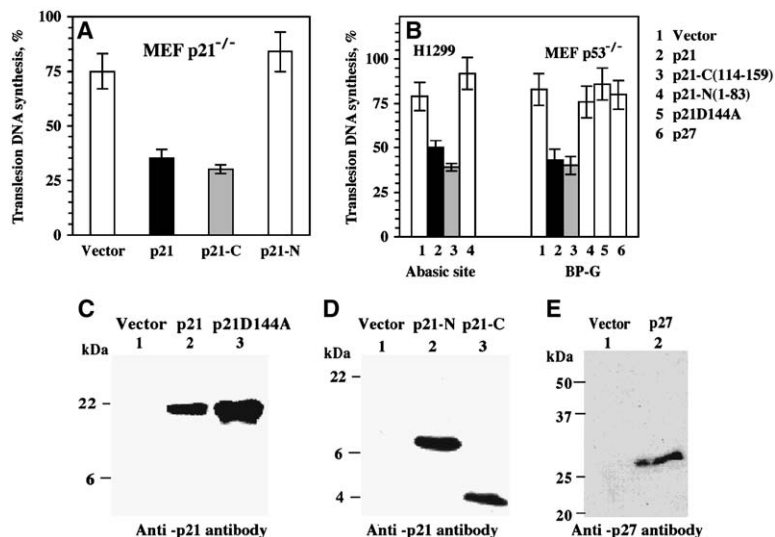 A
MEF p21-/-
Translesion DNA synthesis, %
100
75
50
25
0
Vector p21 p21-C p21-N
B
H1299 MEF p53-/-
Translesion DNA synthesis, %
100
75
50
25
0
1 2 3 4 1 2 3 4 5 6
Abasic site BP-G
1 Vector
2 p21
3 p21-C(114-159)
4 p21-N(1-83)
5 p21D144A
6 p27
C
Vector p21 p21D144A
1 2 3
kDa
22
6
Anti -p21 antibody
D
Vector p21-N p21-C
1 2 3
kDa
22
6
4
Anti -p21 antibody
E
Vector p27
1 2
kDa
50
37
25
20
Anti -p27 antibody